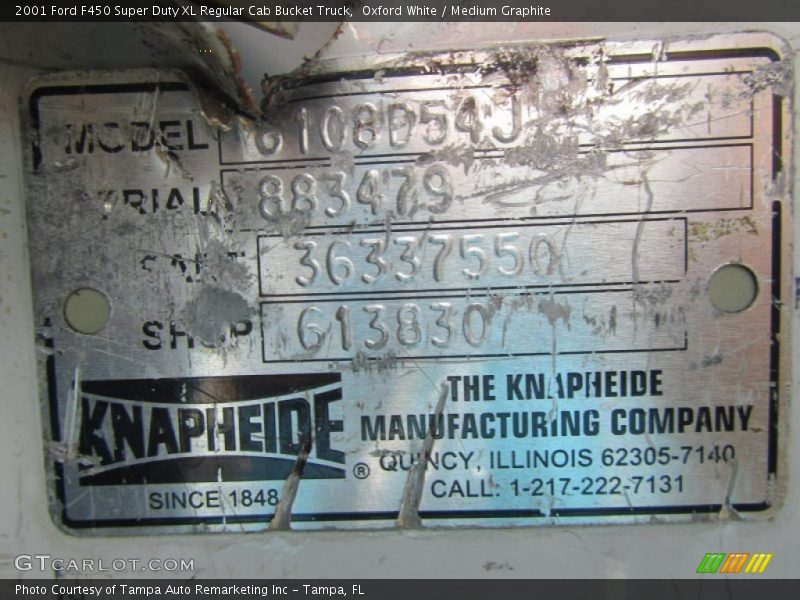 2001 Ford F450 Super Duty XL Regular Cab Bucket Truck, Oxford White / Medium Graphite
MODEL 6108D54J
883479
36337550
SHOP 613830
KNAPHEIDE ®
SINCE 1848
THE KNAPHEIDE
MANUFACTURING COMPANY
QUINCY, ILLINOIS 62305-7140
CALL: 1-217-222-7131
GTCARLOT.COM
Photo Courtesy of Tampa Auto Remarketing Inc - Tampa, FL